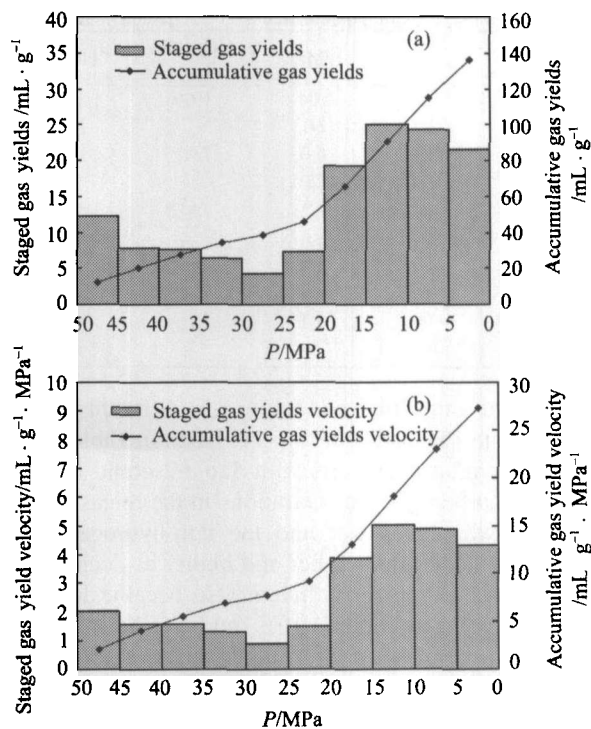 (a)
Staged gas yields
Accumulative gas yields
Staged gas yields /mL · g⁻¹
40
35
30
25
20
15
10
5
0
160
140
120
100
80
60
40
20
0
Accumulative gas yields
/mL · g⁻¹
50 45 40 35 30 25 20 15 10 5 0
P/MPa
(b)
Staged gas yields velocity
Accumulative gas yields velocity
Staged gas yield velocity/mL · g⁻¹ · MPa⁻¹
10
9
8
7
6
5
4
3
2
1
0
30
25
20
15
10
5
0
Accumulative gas yield velocity
/mL g⁻¹ · MPa⁻¹
50 45 40 35 30 25 20 15 10 5 0
P/MPa